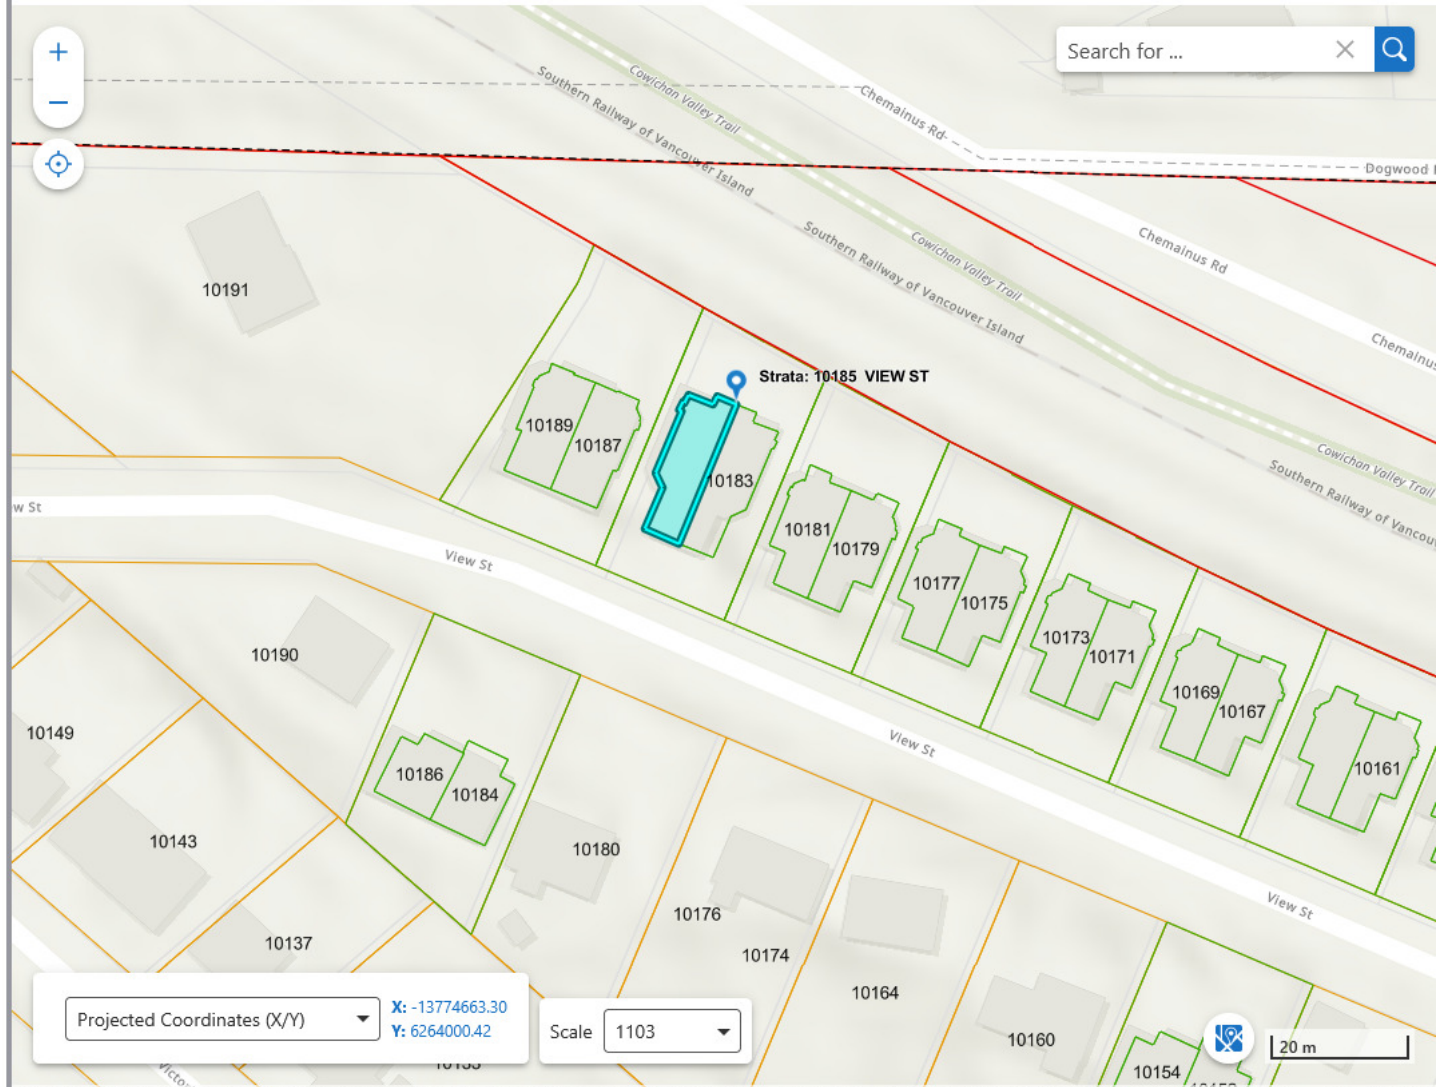 +
Search for ...
−
Southern Railway of Vancouver Island
Cowichan Valley Trail
Chemainus Rd
Dogwood
Southern Railway of Vancouver Island
Cowichan Valley Trail
Chemainus Rd
Chemainus
10191
Strata: 10185 VIEW ST
10189
10187
10183
Cowichan Valley Trail
Southern Railway of Vancou
w St
View St
10181
10179
10177
10175
10173
10171
10169
10167
10161
10190
10149
10186
10184
View St
10143
10180
10176
10174
10137
10164
View St
Projected Coordinates (X/Y)
X: -13774663.30
Y: 6264000.42
Scale
1103
10160
20 m
10154
Victo